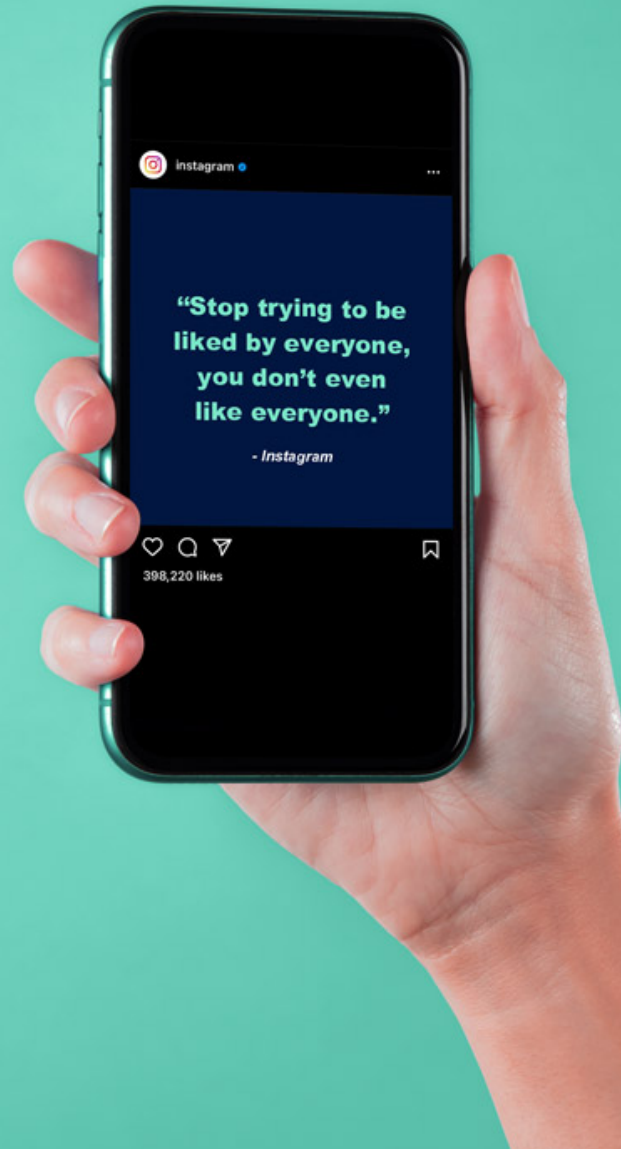 instagram
“Stop trying to be
liked by everyone,
you don’t even
like everyone.”
- Instagram
398,220 likes